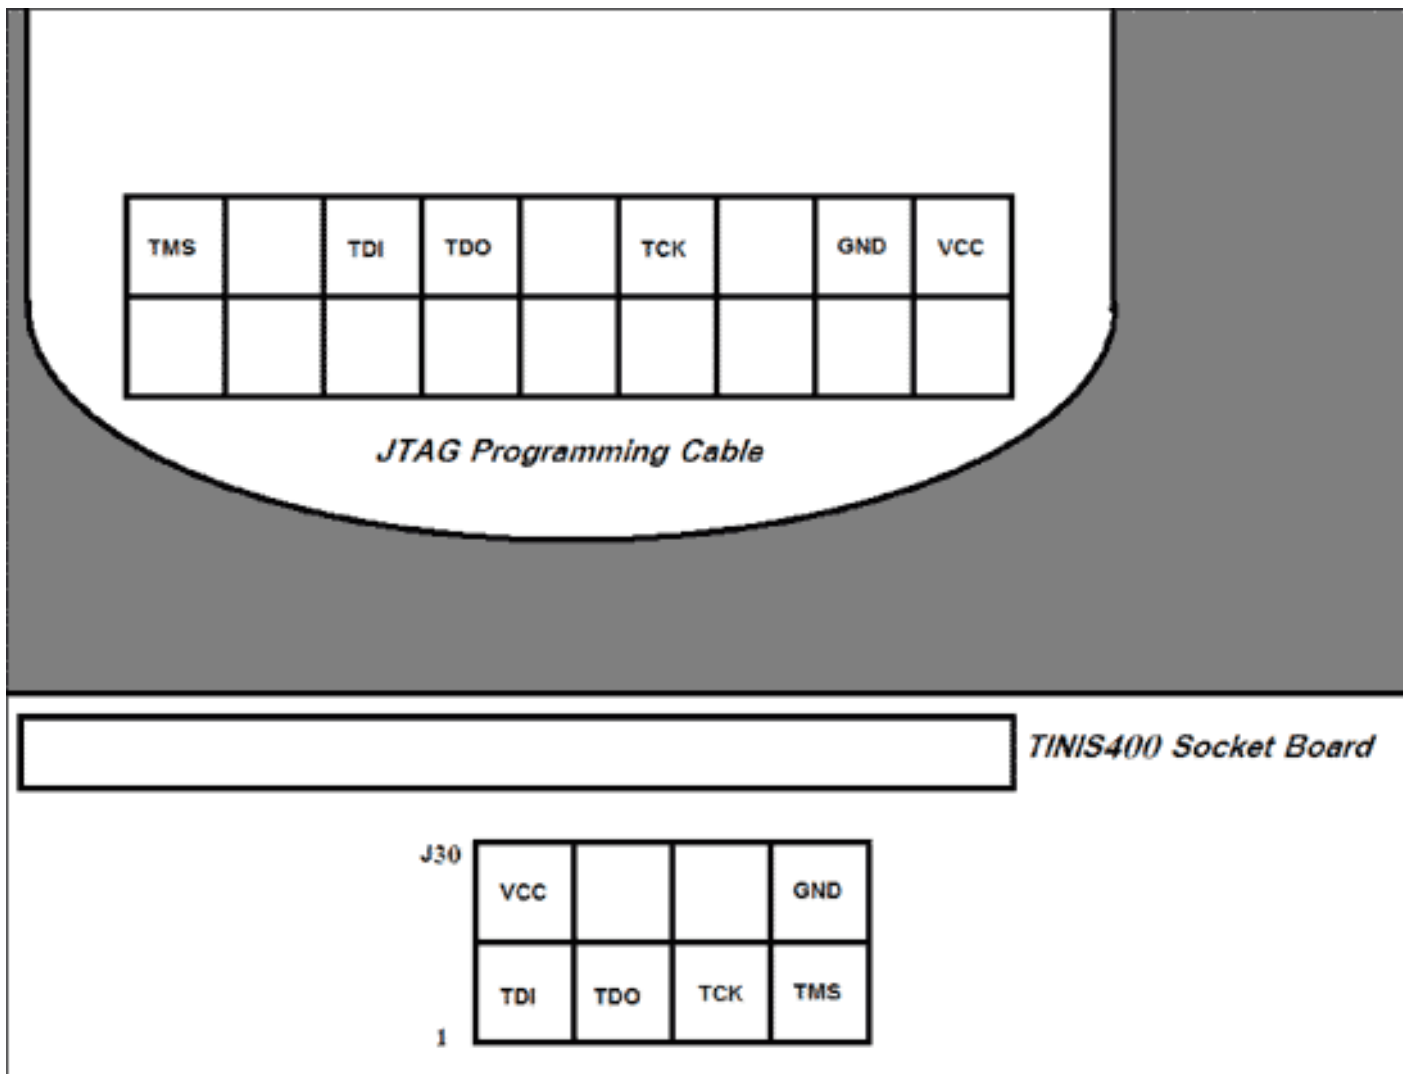 TMS TDI TDO TCK GND VCC
JTAG Programming Cable
TINIS400 Socket Board
J30
VCC GND
TDI TDO TCK TMS
1